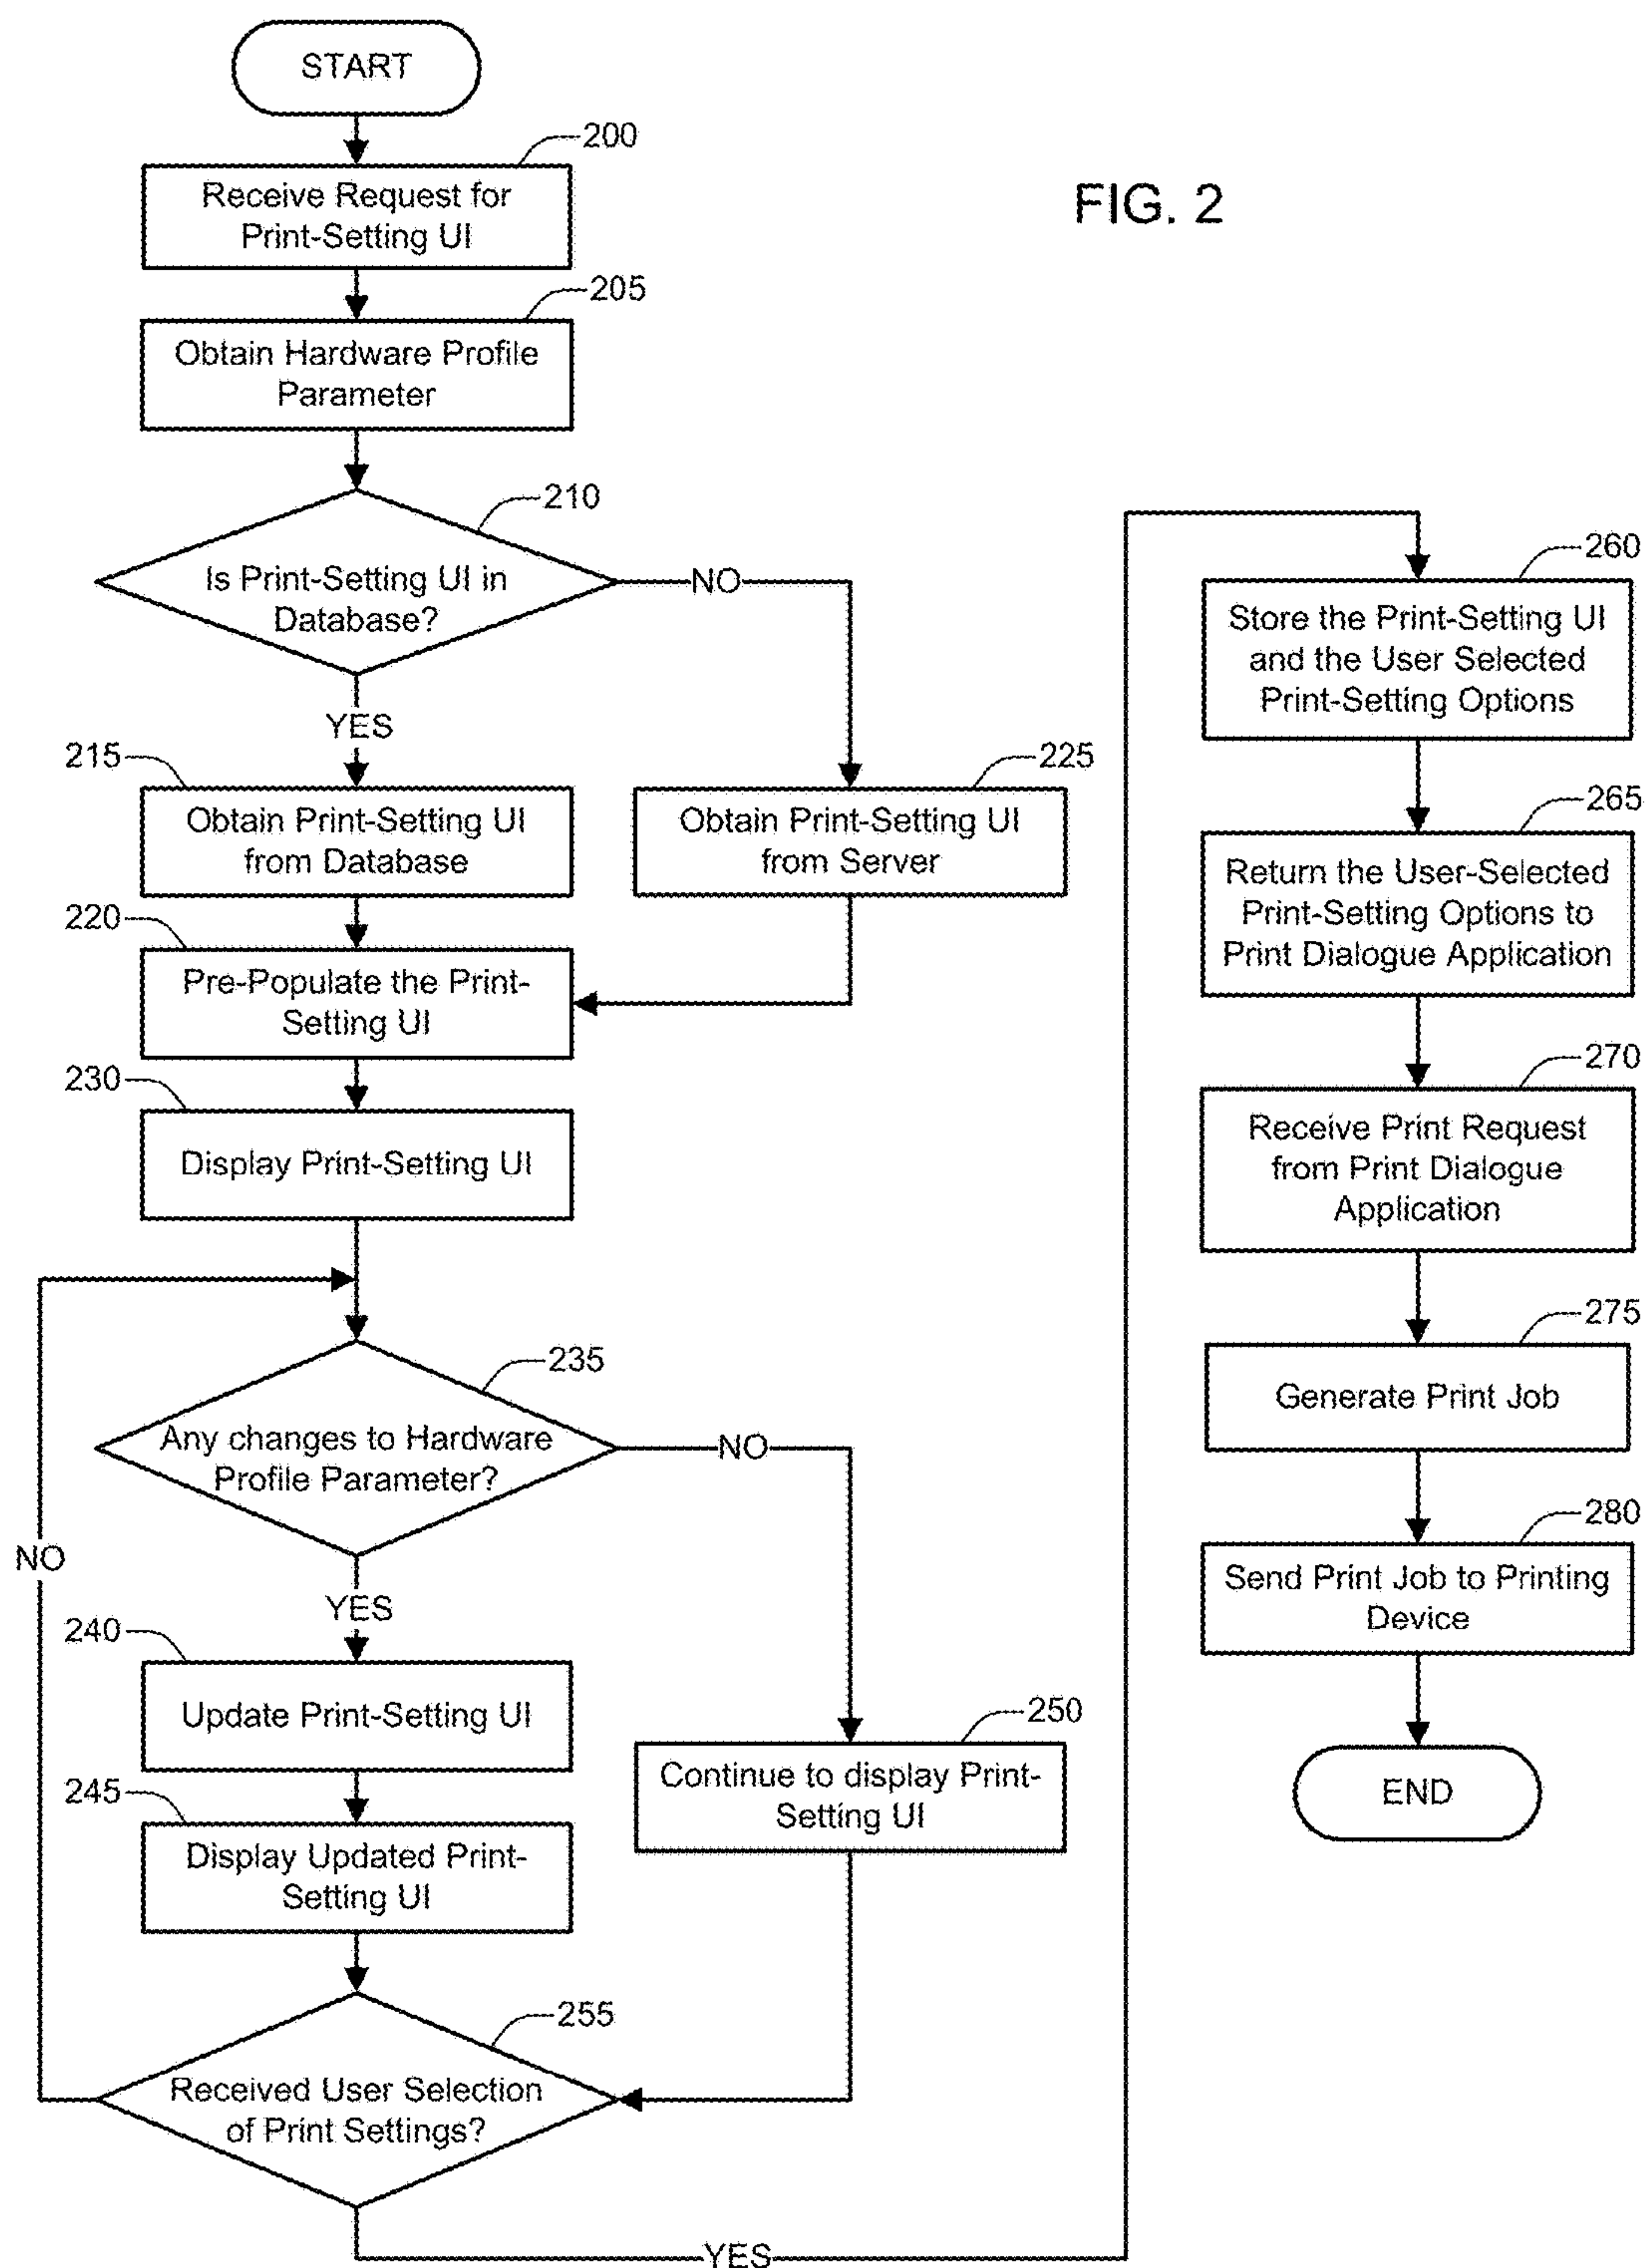 START
200
Receive Request for
Print-Setting UI
205
Obtain Hardware Profile
Parameter
210
Is Print-Setting UI in
Database?
NO
YES
215
Obtain Print-Setting UI
from Database
225
Obtain Print-Setting UI
from Server
220
Pre-Populate the Print-
Setting UI
230
Display Print-Setting UI
235
Any changes to Hardware
Profile Parameter?
NO
YES
NO
240
Update Print-Setting UI
245
Display Updated Print-
Setting UI
250
Continue to display Print-
Setting UI
255
Received User Selection
of Print Settings?
YES
FIG. 2
260
Store the Print-Setting UI
and the User Selected
Print-Setting Options
265
Return the User-Selected
Print-Setting Options to
Print Dialogue Application
270
Receive Print Request
from Print Dialogue
Application
275
Generate Print Job
280
Send Print Job to Printing
Device
END